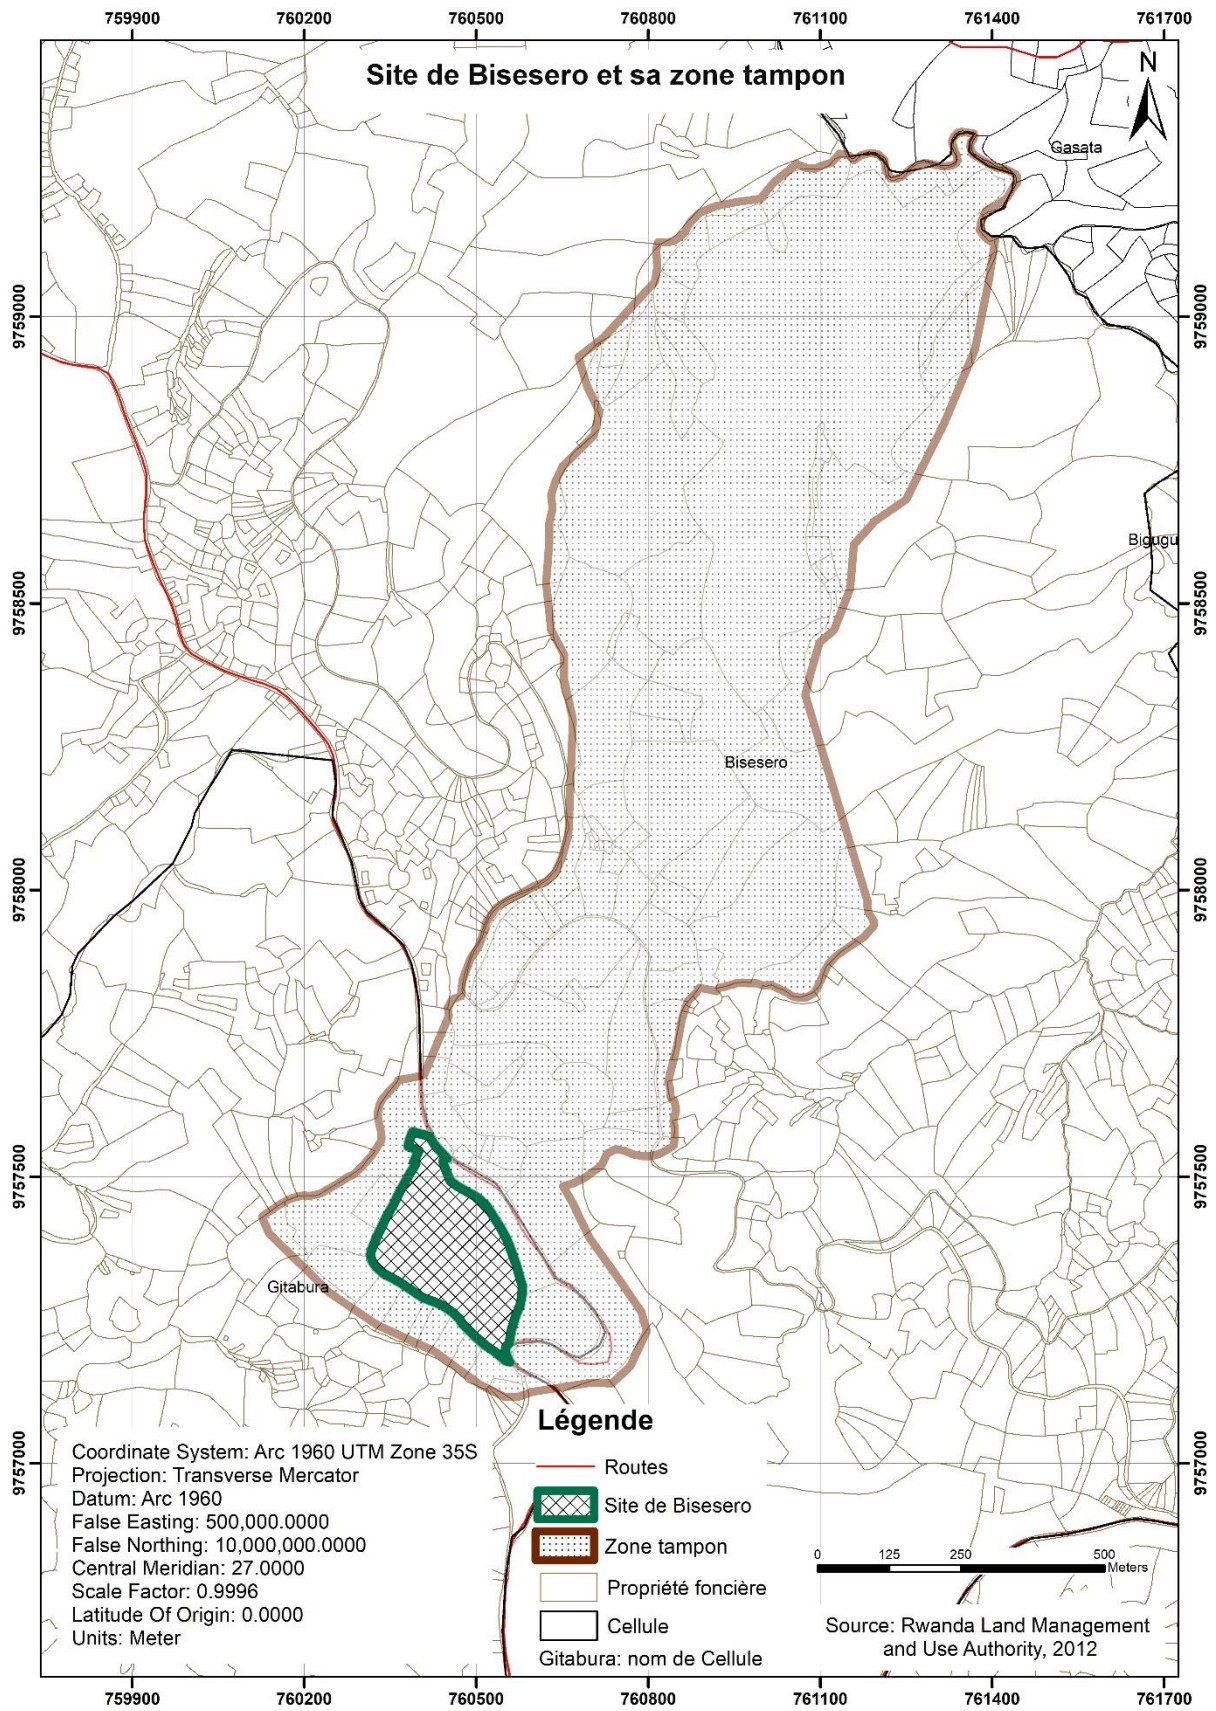 759900 760200 760500 760800 761100 761400 761700
Site de Bisesero et sa zone tampon
N
Gasata
9759000 9759000
Bigugu
9758500 9758500
Bisesero
9758000 9758000
9757500 9757500
Gitabura
Légende
Coordinate System: Arc 1960 UTM Zone 35S
Projection: Transverse Mercator
Datum: Arc 1960
False Easting: 500,000.0000
False Northing: 10,000,000.0000
Central Meridian: 27.0000
Scale Factor: 0.9996
Latitude Of Origin: 0.0000
Units: Meter
9757000 9757000
Routes
Site de Bisesero
Zone tampon
Propriété foncière
Cellule
Gitabura: nom de Cellule
0 125 250 500
Meters
Source: Rwanda Land Management
and Use Authority, 2012
759900 760200 760500 760800 761100 761400 761700